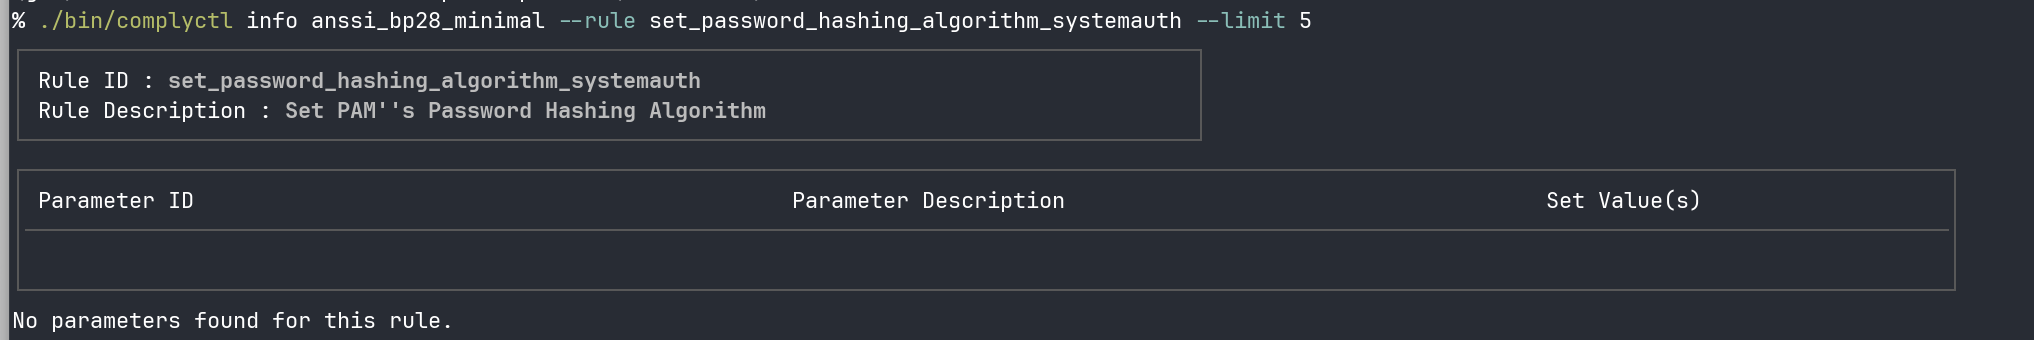 % ./bin/complyctl info anssi_bp28_minimal --rule set_password_hashing_algorithm_systemauth --limit 5
Rule ID : set_password_hashing_algorithm_systemauth
Rule Description : Set PAM''s Password Hashing Algorithm
Parameter ID Parameter Description Set Value(s)
No parameters found for this rule.